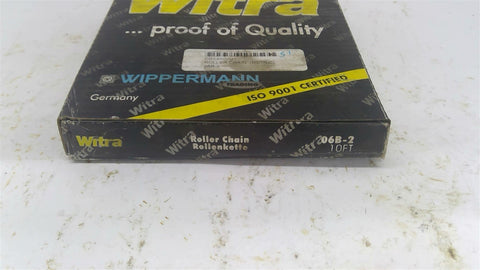 Witra
... proof of Quality
WIPPERMANN
Germany
ISO 9001 CERTIFIED
Witra
Roller Chain
Rollenkette
06B-2
10FT